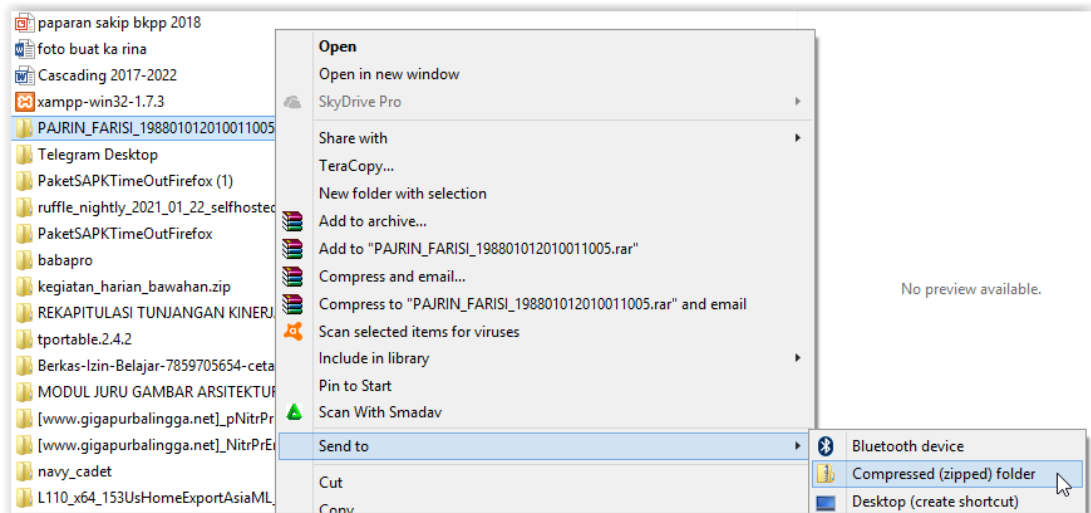 paparan sakip bkpp 2018
foto buat ka rina
Cascading 2017-2022
xampp-win32-1.7.3
PAJRIN_FARISI_198801012010011005
Telegram Desktop
PaketSAPKTimeOutFirefox (1)
ruffle_nightly_2021_01_22_selfhosted
PaketSAPKTimeOutFirefox
babapro
kegiatan_harian_bawahan.zip
REKAPITULASI TUNJANGAN KINERJ
tportable.2.4.2
Berkas-Izin-Belajar-7859705654-ceta
MODUL JURU GAMBAR ARSITEKTUR
[www.gigapurbalingga.net]_pNitrPr
[www.gigapurbalingga.net]_NitrPrEn
navy_cadet
L110_x64_153UsHomeExportAsiaML_
Open
Open in new window
SkyDrive Pro
Share with
TeraCopy...
New folder with selection
Add to archive...
Add to "PAJRIN_FARISI_198801012010011005.rar"
Compress and email...
Compress to "PAJRIN_FARISI_198801012010011005.rar" and email
Scan selected items for viruses
Include in library
Pin to Start
Scan With Smadav
Send to
Cut
Copy
Bluetooth device
Compressed (zipped) folder
Desktop (create shortcut)
No preview available.